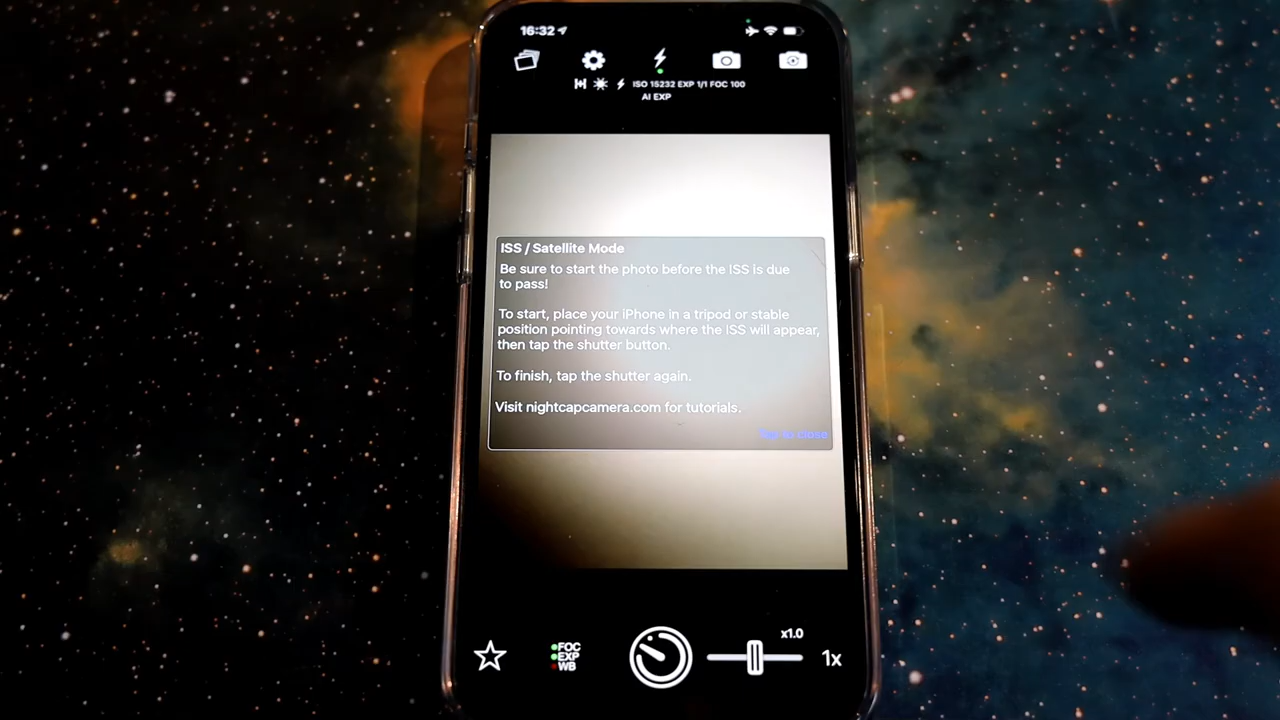 16:32
ISO 15232 EXP 1/1 FOC 100
AI EXP
ISS / Satellite Mode
Be sure to start the photo before the ISS is due
to pass!
To start, place your iPhone in a tripod or stable
position pointing towards where the ISS will appear,
then tap the shutter button.
To finish, tap the shutter again.
Visit nightcapcamera.com for tutorials.
Tap to close
x1.0
FOC
EXP
WB
1x